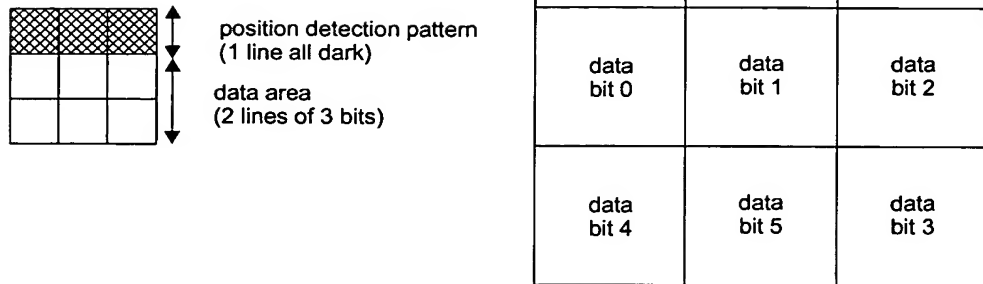 position detection pattern
(1 line all dark)
data area
(2 lines of 3 bits)
data
bit 0
data
bit 1
data
bit 2
data
bit 4
data
bit 5
data
bit 3